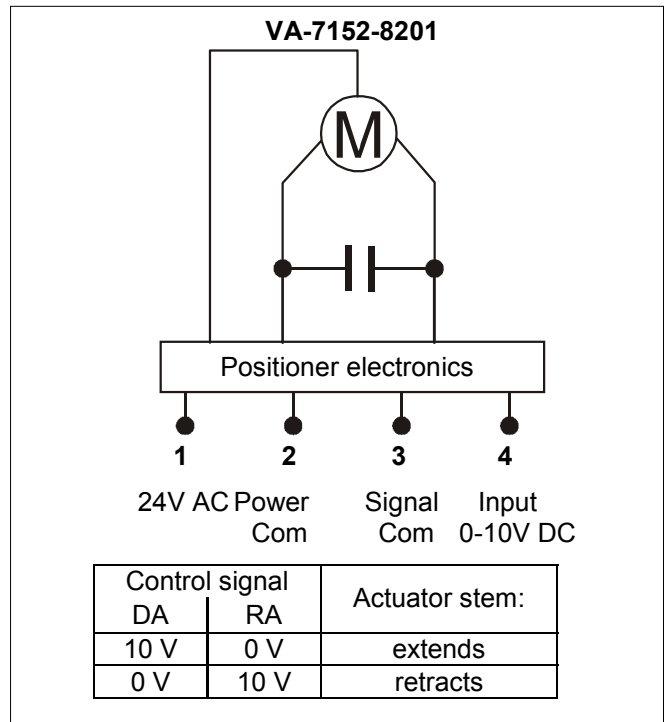 VA-7152-8201
M
Positioner electronics
1 2 3 4
24V AC Power Signal Input
Com Com 0-10V DC
Control signal Actuator stem:
DA RA
10 V 0 V extends
0 V 10 V retracts